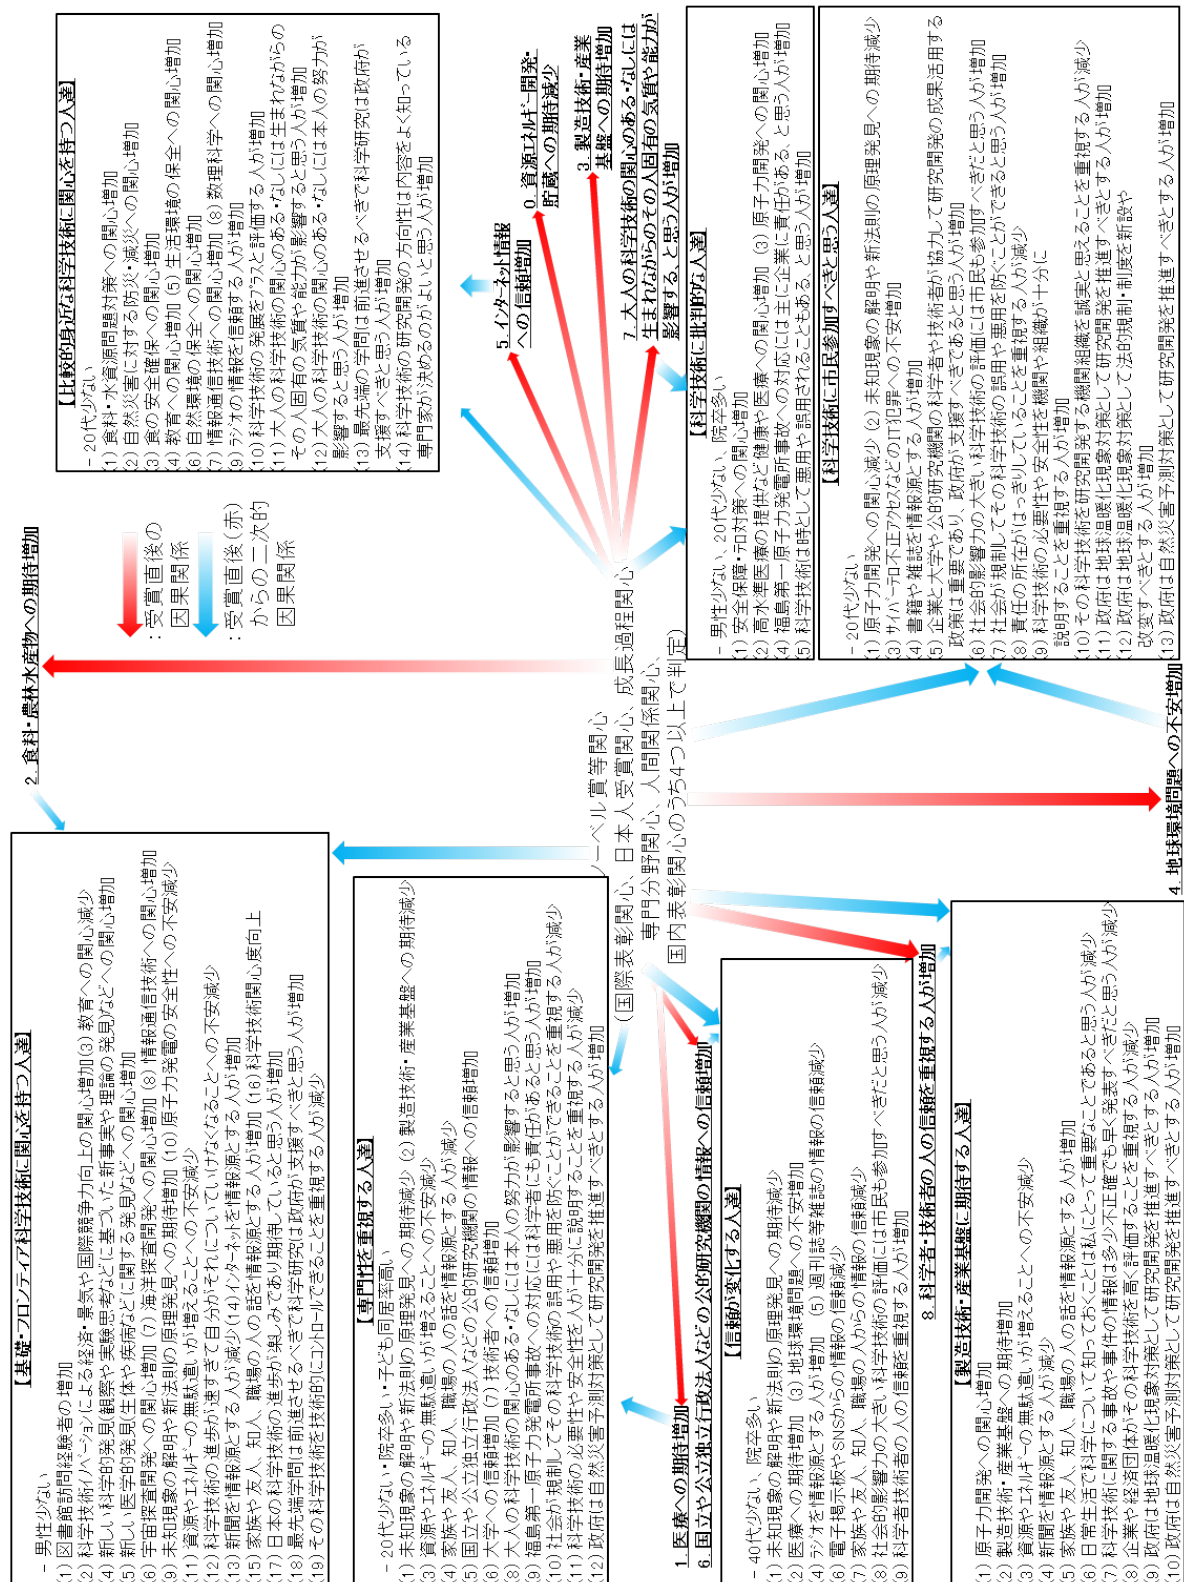 【基礎・フロンティア科学技術に関心を持つ人達】
- 男性少ない
(1) 図書館訪問経験者の増加
(2) 科学技術イノベーションによる経済・景気や国際競争力向上の関心増加(3) 教育への関心減少
(4) 新しい科学的発見(観察や実験思考などに基づいた新事実や理論の発見)などへの関心増加
(5) 新しい医学的発見(生体や疾病などに関する発見)などへの関心増加
(6) 宇宙探査開発への関心増加 (7) 海洋探査開発への関心増加 (8) 情報通信技術への関心増加
(9) 未知現象の解明や新法則の原理発見への期待増加 (10) 原子力発電の安全性への不安減少
(11) 資源やエネルギーの無駄遣いが増えることへの不安減少
(12) 科学技術の進歩が速すぎて自分がそれについていけなくなることへの不安減少
(13) 新聞を情報源とする人が減少 (14) インターネットを情報源とする人が増加
(15) 家族や友人、知人、職場の人の話を情報源とする人が増加 (16) 科学技術関心度向上
(17) 日本の科学技術の進歩が楽しみであり期待していると思う人が増加
(18) 最先端学問は前進させるべきで科学研究は政府が支援すべきと思う人が増加
(19) その科学技術を技術的にコントロールできることを重視する人が減少
2. 食料・農林水産物への期待増加
：受賞直後の
因果関係
：受賞直後(赤)
からの二次的
因果関係
【比較的身近な科学技術に関心を持つ人達】
- 20代少ない
(1) 食料・水資源問題対策への関心増加
(2) 自然災害に対する防災・減災への関心増加
(3) 食の安全確保への関心増加
(4) 教育への関心増加 (5) 生活環境の保全への関心増加
(6) 自然環境の保全への関心増加
(7) 情報通信技術への関心増加 (8) 数理科学への関心増加
(9) ラジオの情報を信頼する人が増加
(10) 科学技術の発展をプラスと評価する人が増加
(11) 大人の科学技術の関心のある・なしには生まれながらの
その人固有の気質や能力が影響すると思う人が増加
(12) 大人の科学技術の関心のある・なしには本人の努力が
影響すると思う人が増加
(13) 最先端の学問は前進させるべきで科学研究は政府が
支援すべきと思う人が増加
(14) 科学技術の研究開発の方向性は内容をよく知っている
専門家が決めるのがよいと思う人が増加
【専門性を重視する人達】
- 20代少ない・院卒多い・子ども同居率高い
(1) 未知現象の解明や新法則の原理発見への期待減少 (2) 製造技術・産業基盤への期待減少
(3) 資源やエネルギーの無駄遣いが増えることへの不安減少
(4) 家族や友人、知人、職場の人の話を情報源とする人が減少
(5) 国立や公立独立行政法人などの公的研究機関の情報への信頼増加
(6) 大学への信頼増加 (7) 技術者への信頼増加
(8) 大人の科学技術の関心のある・なしには本人の努力が影響すると思う人が増加
(9) 福島第一原子力発電所事故への対応には科学者にも責任があると思う人が増加
(10) 社会が規制してその科学技術の誤用や悪用を防ぐことができることを重視する人が減少
(11) 科学技術の必要性や安全性を人が十分に説明することを重視する人が減少
(12) 政府は自然災害予測対策として研究開発を推進すべきとする人が増加
ノーベル賞等関心
(国際表彰関心、日本人受賞関心、成長過程関心、
専門分野関心、人間関係関心、
国内表彰関心のうち4つ以上で判定)
5. インターネット情報
への信頼増加
0. 資源エネルギー開発・
貯蔵への期待減少
3. 製造技術・産業
基盤への期待増加
7. 大人の科学技術の関心のある・なしには
生まれながらのその人固有の気質や能力が
影響する と思う人が増加
1. 医療への期待増加
6. 国立や公立独立行政法人などの公的研究機関の情報への信頼増加
【信頼が変化する人達】
- 40代少ない、院卒多い
(1) 未知現象の解明や新法則の原理発見への期待減少
(2) 医療への期待増加 (3) 地球環境問題への不安増加
(4) ラジオを情報源とする人が増加 (5) 週刊誌等雑誌の情報の信頼減少
(6) 電子掲示板やSNSからの情報の信頼減少
(7) 家族や友人、知人、職場の人からの情報の信頼減少
(8) 社会的影響力の大きい科学技術の評価には市民も参加すべきだと思う人が減少
(9) 科学者技術者の人の信頼を重視する人が増加
【科学技術に批判的な人達】
- 男性少ない、20代少ない、院卒多い
(1) 安全保障・テロ対策への関心増加
(2) 高水準医療の提供など健康や医療への関心増加 (3) 原子力開発への関心増加
(4) 福島第一原子力発電所事故への対応には主に企業に責任がある、と思う人が増加
(5) 科学技術は時として悪用や誤用されることもある、と思う人が増加
【科学技術に市民参加すべきと思う人達】
- 20代少ない
(1) 原子力開発への関心減少 (2) 未知現象の解明や新法則の原理発見への期待減少
(3) サイバーテロ不正アクセスなどのIT犯罪への不安増加
(4) 書籍や雑誌を情報源とする人が増加
(5) 企業と大学や公的研究機関の科学者や技術者が協力して研究開発の成果活用する
政策は重要であり、政府が支援すべきであると思う人が増加
(6) 社会的影響力の大きい科学技術の評価には市民も参加すべきだと思う人が増加
(7) 社会が規制してその科学技術の誤用や悪用を防ぐことができると思う人が増加
(8) 責任の所在がはっきりしていることを重視する人が減少
(9) 科学技術の必要性や安全性を機関や組織が十分に
説明することを重視する人が増加
(10) その科学技術を研究開発する機関組織を誠実と思えることを重視する人が減少
(11) 政府は地球温暖化現象対策として研究開発を推進すべきとする人が増加
(12) 政府は地球温暖化現象対策として法的規制・制度を新設や
改変すべきとする人が増加
(13) 政府は自然災害予測対策として研究開発を推進すべきとする人が増加
8. 科学者・技術者の人の信頼を重視する人が増加
4. 地球環境問題への不安増加
【製造技術・産業基盤に期待する人達】
(1) 原子力開発への関心増加
(2) 製造技術・産業基盤への期待増加
(3) 資源やエネルギーの無駄遣いが増えることへの不安減少
(4) 新聞を情報源とする人が減少
(5) 家族や友人、知人、職場の人の話を情報源とする人が増加
(6) 日常生活で科学について知っておくことは私にとって重要なことであると思う人が減少
(7) 科学技術に関する事故や事件の情報は多少不正確でも早く発表すべきだと思う人が減少
(8) 企業や経済団体がその科学技術を高く評価することを重視する人が減少
(9) 政府は地球温暖化現象対策として研究開発を推進すべきとする人が増加
(10) 政府は自然災害予測対策として研究開発を推進すべきとする人が増加